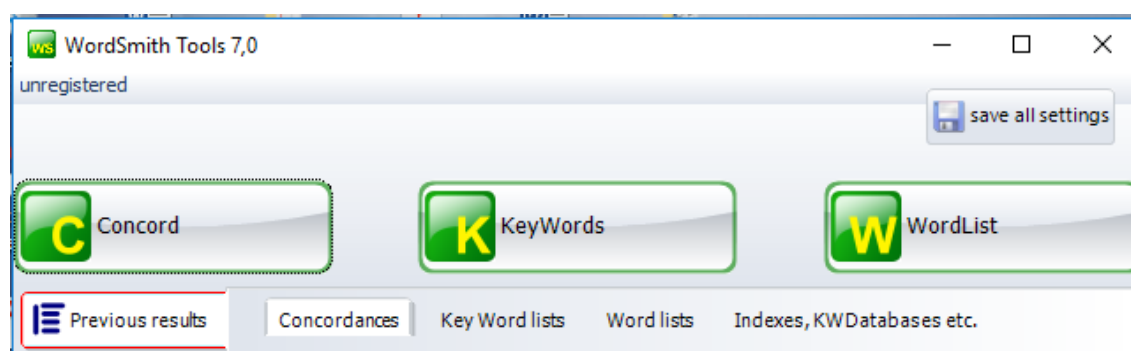 WS WordSmith Tools 7,0
unregistered
save all settings
C Concord K KeyWords W WordList
Previous results Concordances Key Word lists Word lists Indexes, KWDatabases etc.